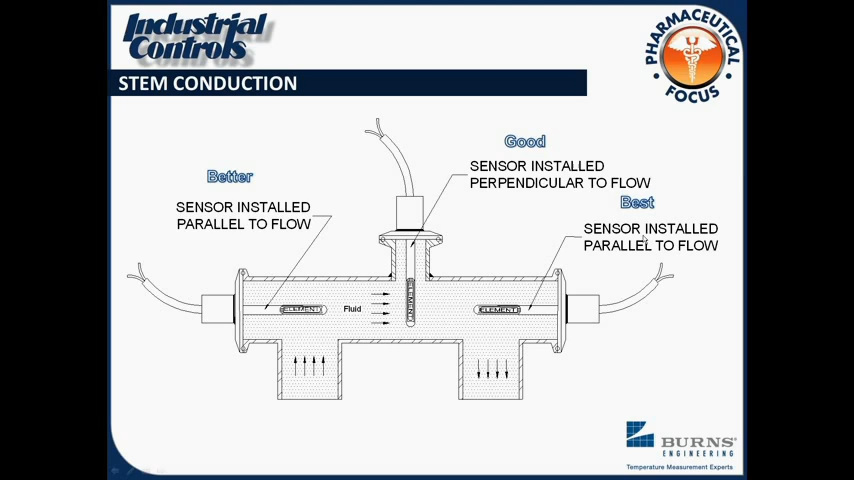 Industrial
Controls
PHARMACEUTICAL
FOCUS
STEM CONDUCTION
Good
SENSOR INSTALLED
PERPENDICULAR TO FLOW
Better
SENSOR INSTALLED
PARALLEL TO FLOW
Best
SENSOR INSTALLED
PARALLEL TO FLOW
ELEMENT
Fluid
ELEMENT
ELEMENT
BURNS®
ENGINEERING
Temperature Measurement Experts